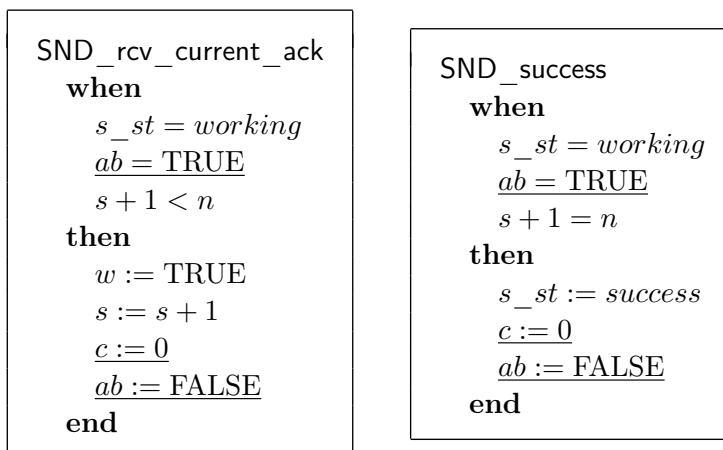 SND_rcv_current_ack
when
s_st = working
ab = TRUE
s + 1 < n
then
w := TRUE
s := s + 1
c := 0
ab := FALSE
end
SND_success
when
s_st = working
ab = TRUE
s + 1 = n
then
s_st := success
c := 0
ab := FALSE
end